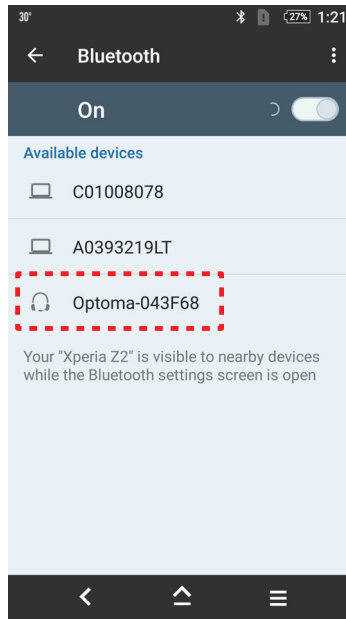 30°
27% 1:21
Bluetooth
On
Available devices
C01008078
A0393219LT
Optoma-043F68
Your "Xperia Z2" is visible to nearby devices
while the Bluetooth settings screen is open